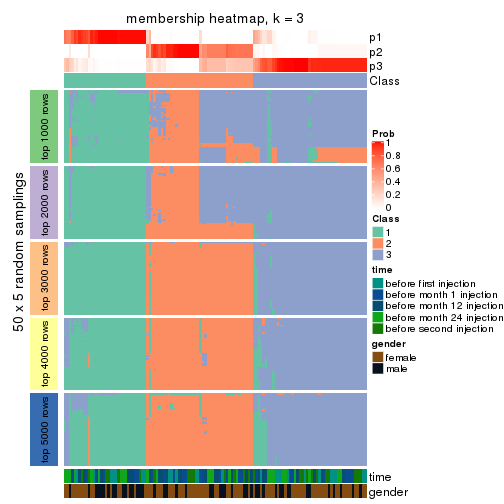 membership heatmap, k = 3
p1
p2
p3
Class
50 x 5 random samplings
top 1000 rows
top 2000 rows
top 3000 rows
top 4000 rows
top 5000 rows
time
gender
Prob
1
0.8
0.6
0.4
0.2
0
Class
1
2
3
time
before first injection
before month 1 injection
before month 12 injection
before month 24 injection
before second injection
gender
female
male